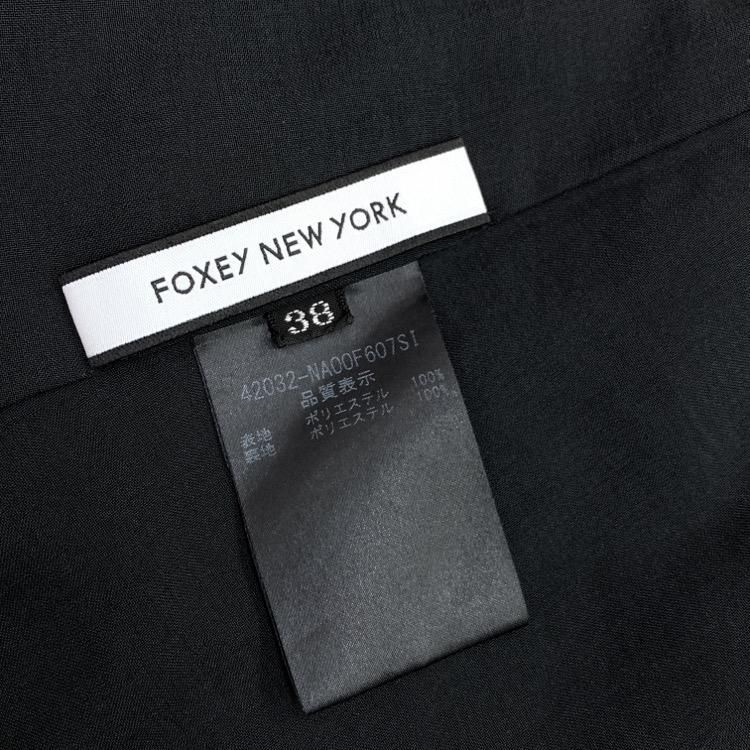 FOXEY NEW YORK
38
42032-NA00F607SI
品質表示
表地 ポリエステル 100%
裏地 ポリエステル 100%